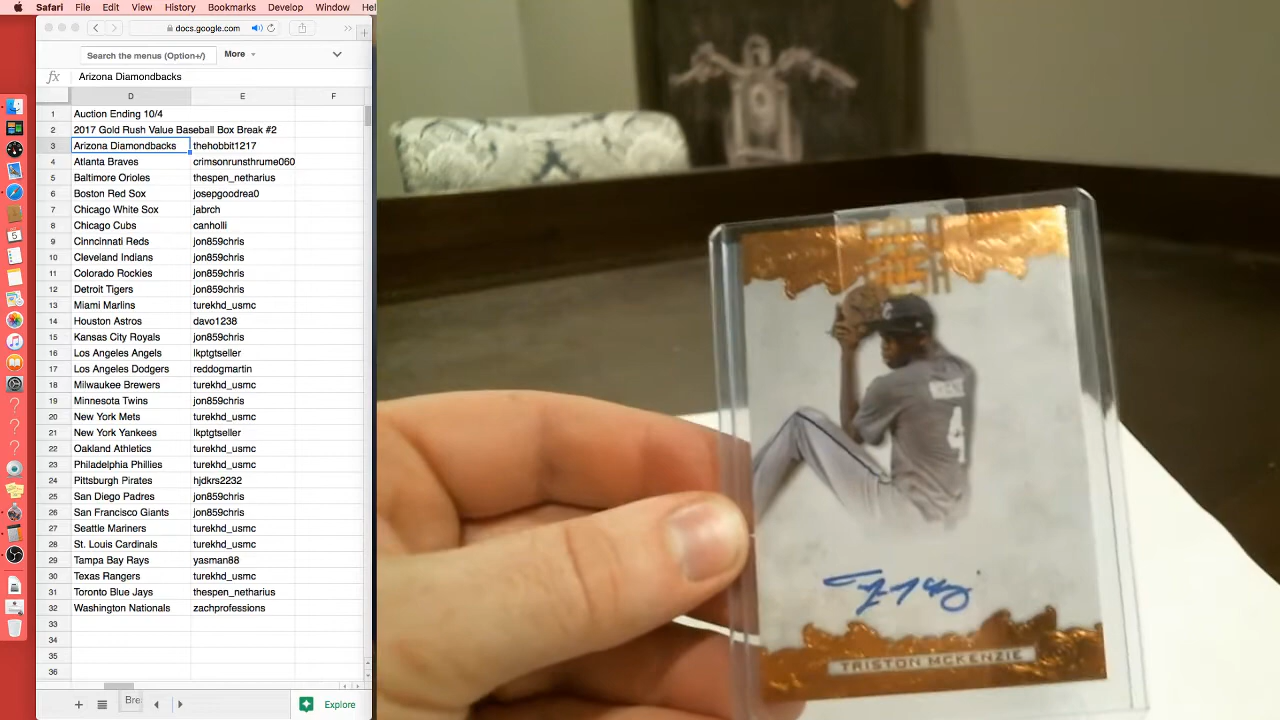 Safari File Edit View History Bookmarks Develop Window Hel
docs.google.com
Search the menus (Option+/) More
fx Arizona Diamondbacks
D E F
1 Auction Ending 10/4
2 2017 Gold Rush Value Baseball Box Break #2
3 Arizona Diamondbacks thehobbit1217
4 Atlanta Braves crimsonrunsthrume060
5 Baltimore Orioles thespen_netharius
6 Boston Red Sox josepgoodrea0
7 Chicago White Sox jabrch
8 Chicago Cubs canholli
9 Cinncinnati Reds jon859chris
10 Cleveland Indians jon859chris
11 Colorado Rockies jon859chris
12 Detroit Tigers jon859chris
13 Miami Marlins turekhd_usmc
14 Houston Astros davo1238
15 Kansas City Royals jon859chris
16 Los Angeles Angels lkptgtseller
17 Los Angeles Dodgers reddogmartin
18 Milwaukee Brewers turekhd_usmc
19 Minnesota Twins jon859chris
20 New York Mets turekhd_usmc
21 New York Yankees lkptgtseller
22 Oakland Athletics turekhd_usmc
23 Philadelphia Phillies turekhd_usmc
24 Pittsburgh Pirates hjdkrs2232
25 San Diego Padres jon859chris
26 San Francisco Giants jon859chris
27 Seattle Mariners turekhd_usmc
28 St. Louis Cardinals turekhd_usmc
29 Tampa Bay Rays yasman88
30 Texas Rangers turekhd_usmc
31 Toronto Blue Jays thespen_netharius
32 Washington Nationals zachprofessions
33
34
35
36
Bre
Explore
5
4
TRISTON MCKENZIE